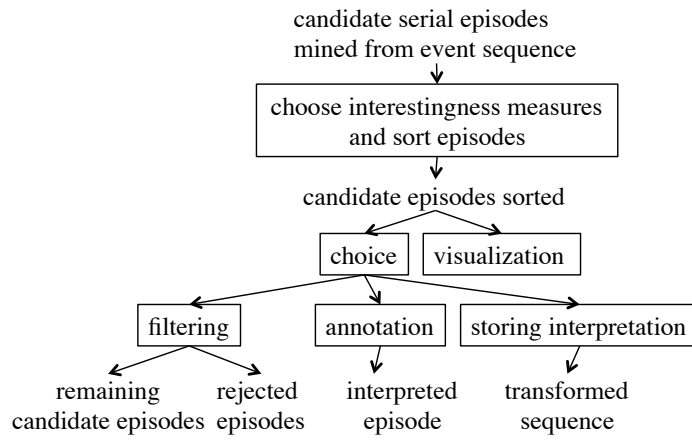 candidate serial episodes
mined from event sequence
choose interestingness measures
and sort episodes
candidate episodes sorted
choice
visualization
filtering
annotation
storing interpretation
remaining
candidate episodes
rejected
episodes
interpreted
episode
transformed
sequence